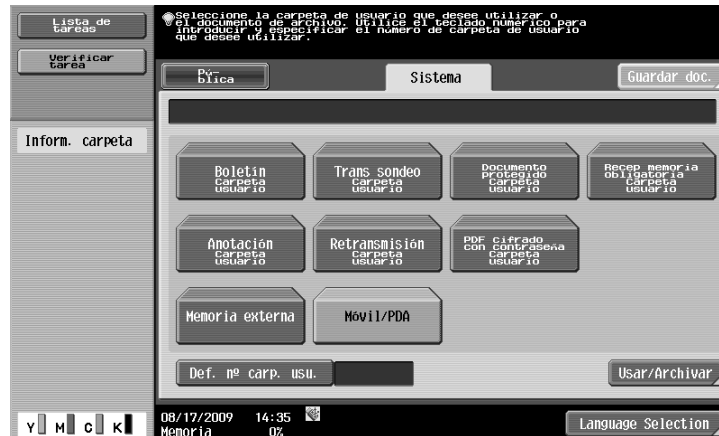 Lista de
tareas
Seleccione la carpeta de usuario que desee utilizar o
el documento de archivo. Utilice el teclado numérico para
introducir y especificar el número de carpeta de usuario
que desee utilizar.
Verificar
tarea
Pú-
blica
Sistema
Guardar doc.
Inform. carpeta
Boletín
Carpeta
usuario
Trans sondeo
Carpeta
usuario
Documento
protegido
Carpeta
usuario
Recep memoria
obligatoria
Carpeta
usuario
Anotación
Carpeta
usuario
Retransmisión
Carpeta
usuario
PDF cifrado
con contraseña
Carpeta
usuario
Memoria externa
Móvil/PDA
Def. nº carp. usu.
Usar/Archivar
Y M C K
08/17/2009 14:35
Memoria 0%
Language Selection